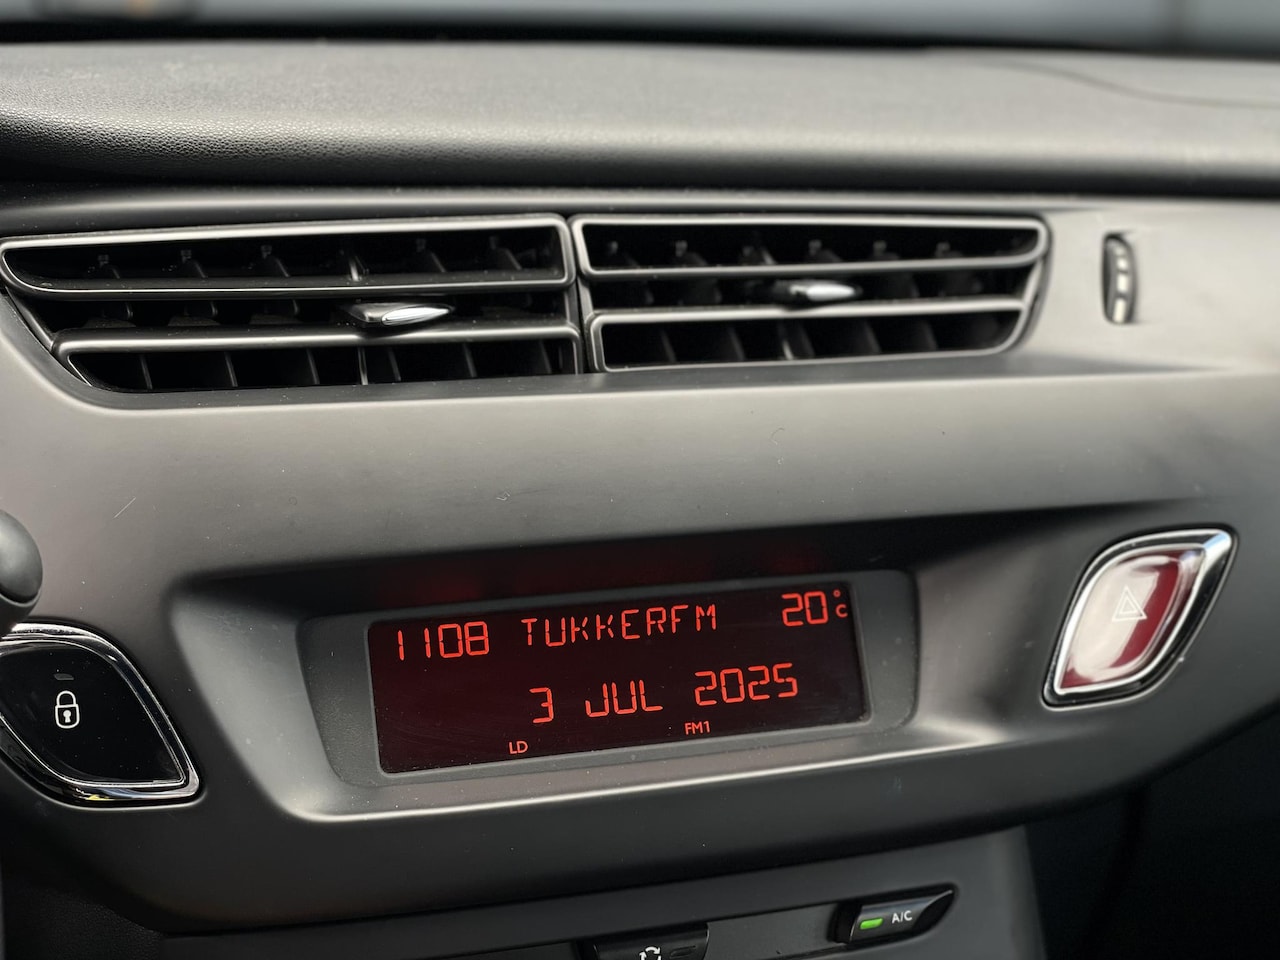 1108 TUKKERFM 20°C
3 JUL 2025
LD FM1
A/C